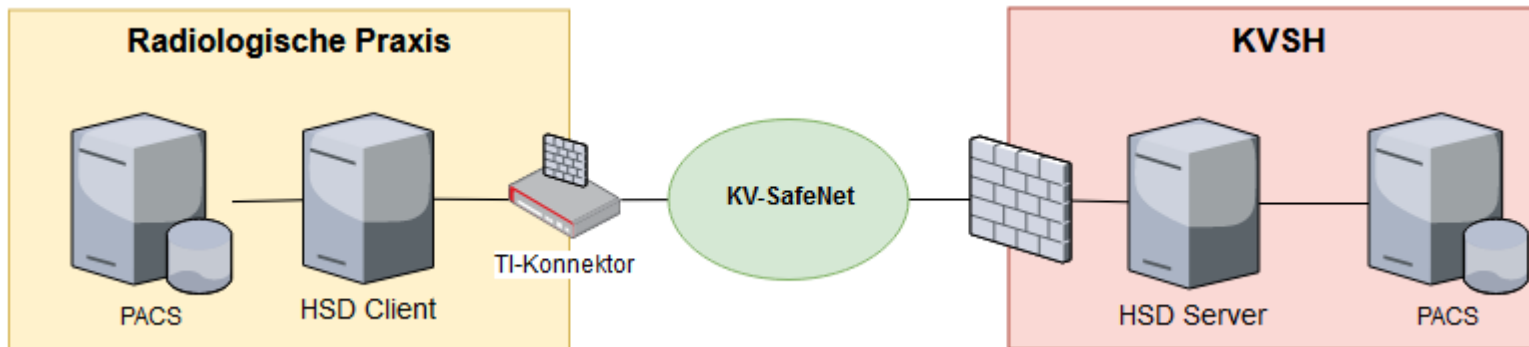 Radiologische Praxis
KVSH
KV-SafeNet
TI-Konnektor
PACS
HSD Client
HSD Server
PACS